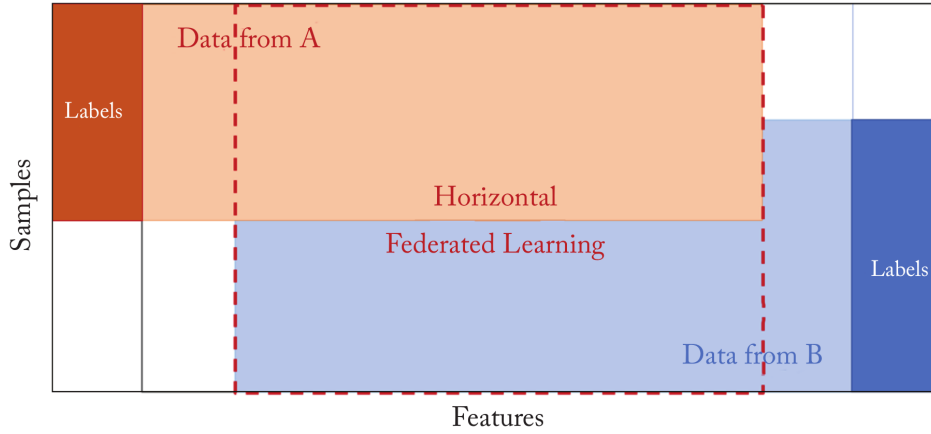 Data from A
Labels
Horizontal
Federated Learning
Samples
Labels
Data from B
Features